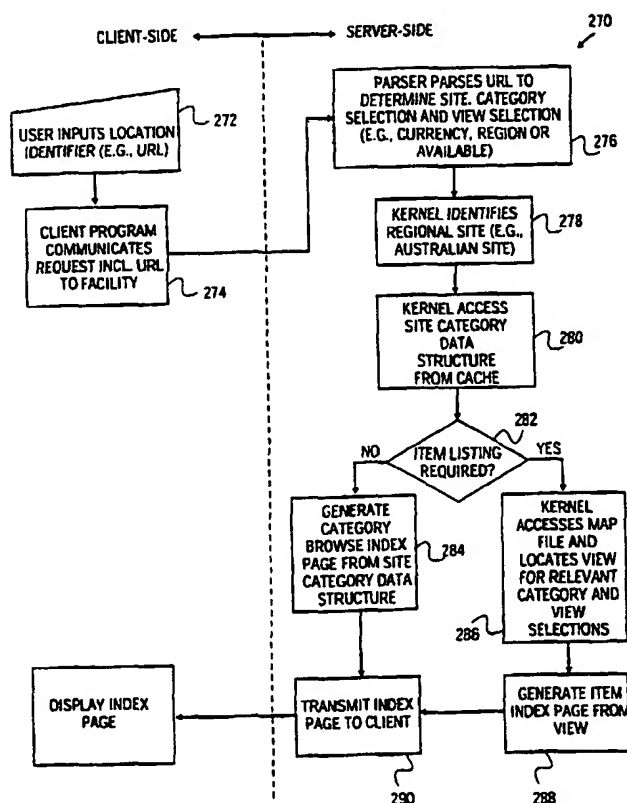 CLIENT-SIDE
SERVER-SIDE
270
USER INPUTS LOCATION
IDENTIFIER (E.G., URL)
272
CLIENT PROGRAM
COMMUNICATES
REQUEST INCL. URL
TO FACILITY
274
PARSER PARSES URL TO
DETERMINE SITE. CATEGORY
SELECTION AND VIEW SELECTION
(E.G., CURRENCY, REGION OR
AVAILABLE)
276
KERNEL IDENTIFIES
REGIONAL SITE (E.G.,
AUSTRALIAN SITE)
278
KERNEL ACCESS
SITE CATEGORY
DATA
STRUCTURE
FROM CACHE
280
282
NO
ITEM LISTING
REQUIRED?
YES
GENERATE
CATEGORY
BROWSE INDEX
PAGE FROM SITE
CATEGORY DATA
STRUCTURE
284
KERNEL
ACCESSES MAP
FILE AND
LOCATES VIEW
FOR RELEVANT
CATEGORY AND
VIEW
SELECTIONS
286
DISPLAY INDEX
PAGE
TRANSMIT INDEX
PAGE TO CLIENT
290
GENERATE ITEM
INDEX PAGE FROM
VIEW
288